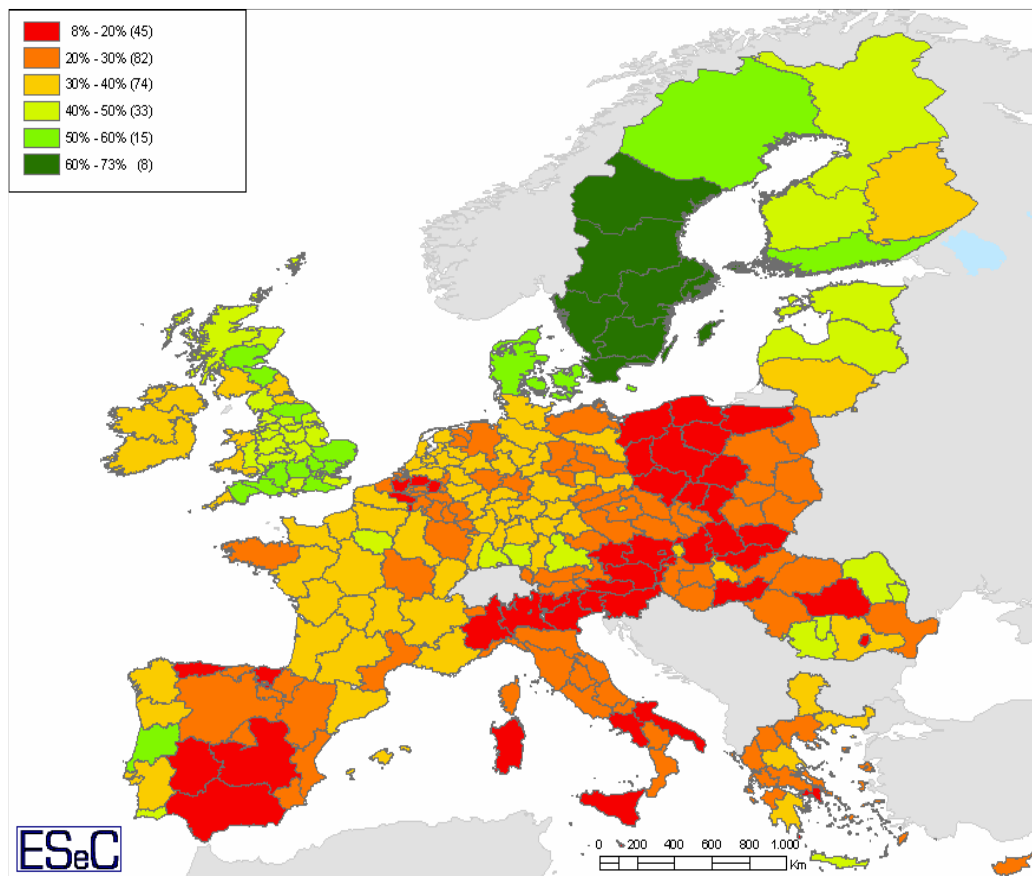 8% - 20% (45)
20% - 30% (82)
30% - 40% (74)
40% - 50% (33)
50% - 60% (15)
60% - 73% (8)
ESeC
0 200 400 600 800 1.000
Km